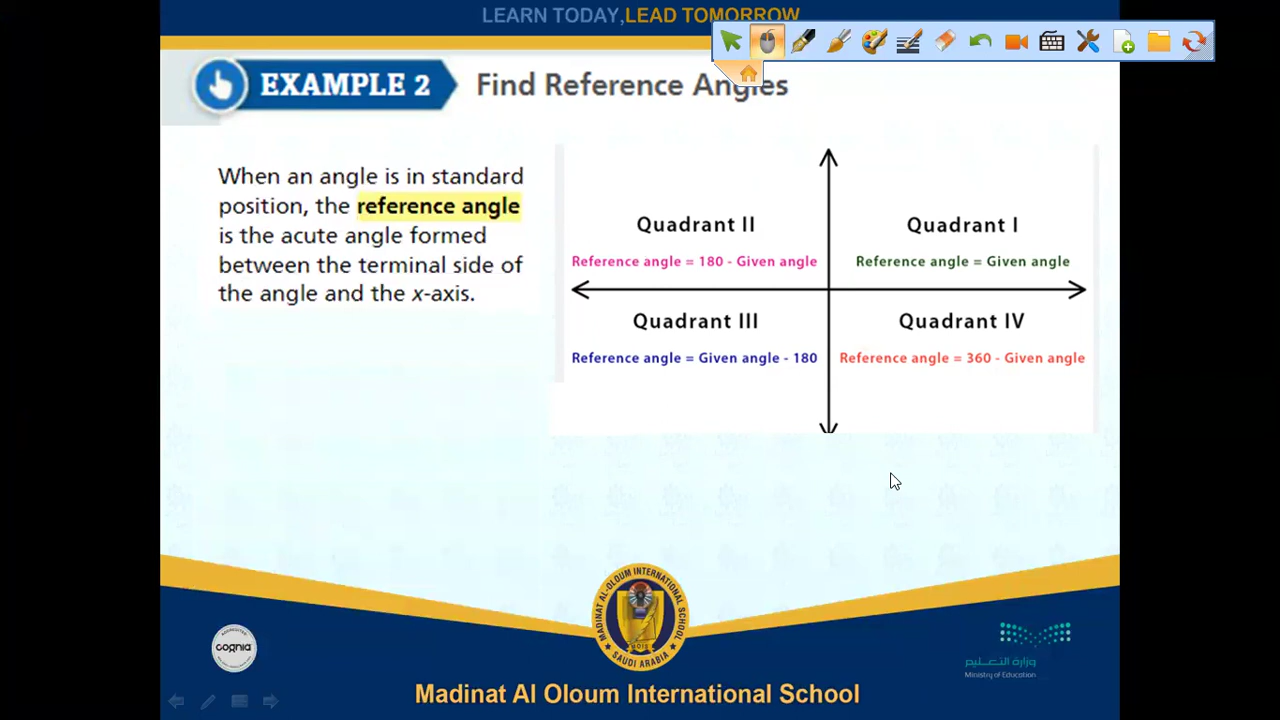 LEARN TODAY,LEAD TOMORROW
EXAMPLE 2
Find Reference Angles
When an angle is in standard
position, the reference angle
is the acute angle formed
between the terminal side of
the angle and the x-axis.
Quadrant II
Reference angle = 180 - Given angle
Quadrant I
Reference angle = Given angle
Quadrant III
Reference angle = Given angle - 180
Quadrant IV
Reference angle = 360 - Given angle
MADINAT AL-OLOUM INTERNATIONAL SCHOOL
SAUDI ARABIA
cognia
وزارة التعليم
Ministry of Education
Madinat Al Oloum International School